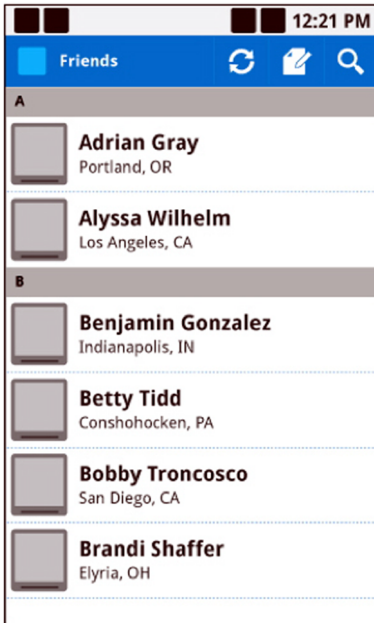 12:21 PM
Friends
A
Adrian Gray
Portland, OR
Alyssa Wilhelm
Los Angeles, CA
B
Benjamin Gonzalez
Indianapolis, IN
Betty Tidd
Conshohocken, PA
Bobby Troncosco
San Diego, CA
Brandi Shaffer
Elyria, OH